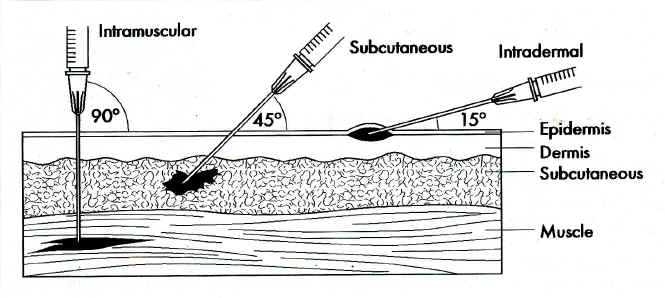 Intramuscular
Subcutaneous
Intradermal
90°
45°
15°
Epidermis
Dermis
Subcutaneous
Muscle